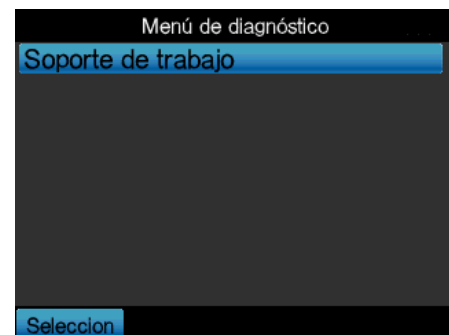 Menú de diagnóstico
Soporte de trabajo
Seleccion